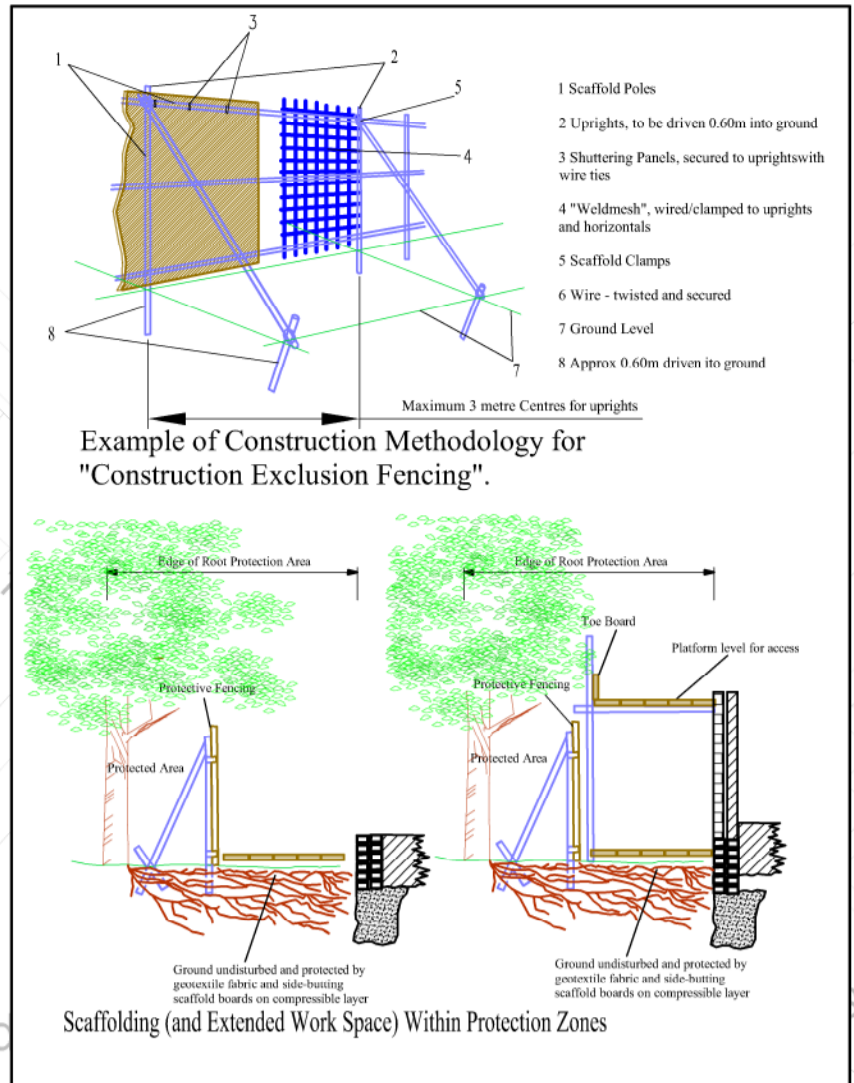 3
1
2
5
4
8
7
1 Scaffold Poles
2 Uprights, to be driven 0.60m into ground
3 Shuttering Panels, secured to uprightswith
wire ties
4 "Weldmesh", wired/clamped to uprights
and horizontals
5 Scaffold Clamps
6 Wire - twisted and secured
7 Ground Level
8 Approx 0.60m driven ito ground
Maximum 3 metre Centres for uprights
Example of Construction Methodology for
"Construction Exclusion Fencing".
Edge of Root Protection Area
Protective Fencing
Protected Area
Ground undisturbed and protected by
geotextile fabric and side-butting
scaffold boards on compressible layer
Edge of Root Protection Area
Toe Board
Platform level for access
Protective Fencing
Protected Area
Ground undisturbed and protected by
geotextile fabric and side-butting
scaffold boards on compressible layer
Scaffolding (and Extended Work Space) Within Protection Zones